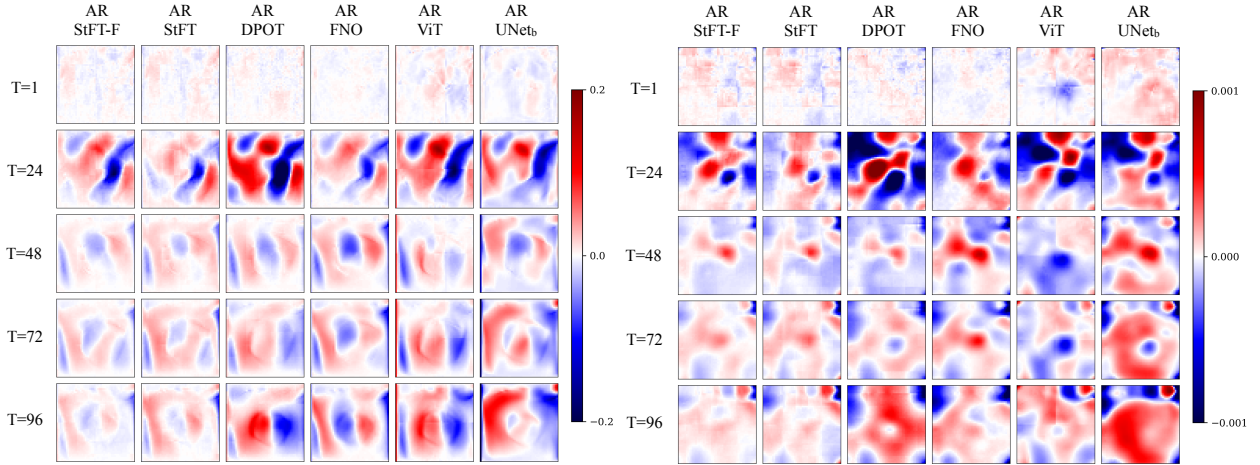 AR AR AR AR AR AR
StFT-F StFT DPOT FNO ViT UNet_b
T=1
T=24
T=48
T=72
T=96
0.2
0.0
−0.2
AR AR AR AR AR AR
StFT-F StFT DPOT FNO ViT UNet_b
T=1
T=24
T=48
T=72
T=96
0.001
0.000
−0.001